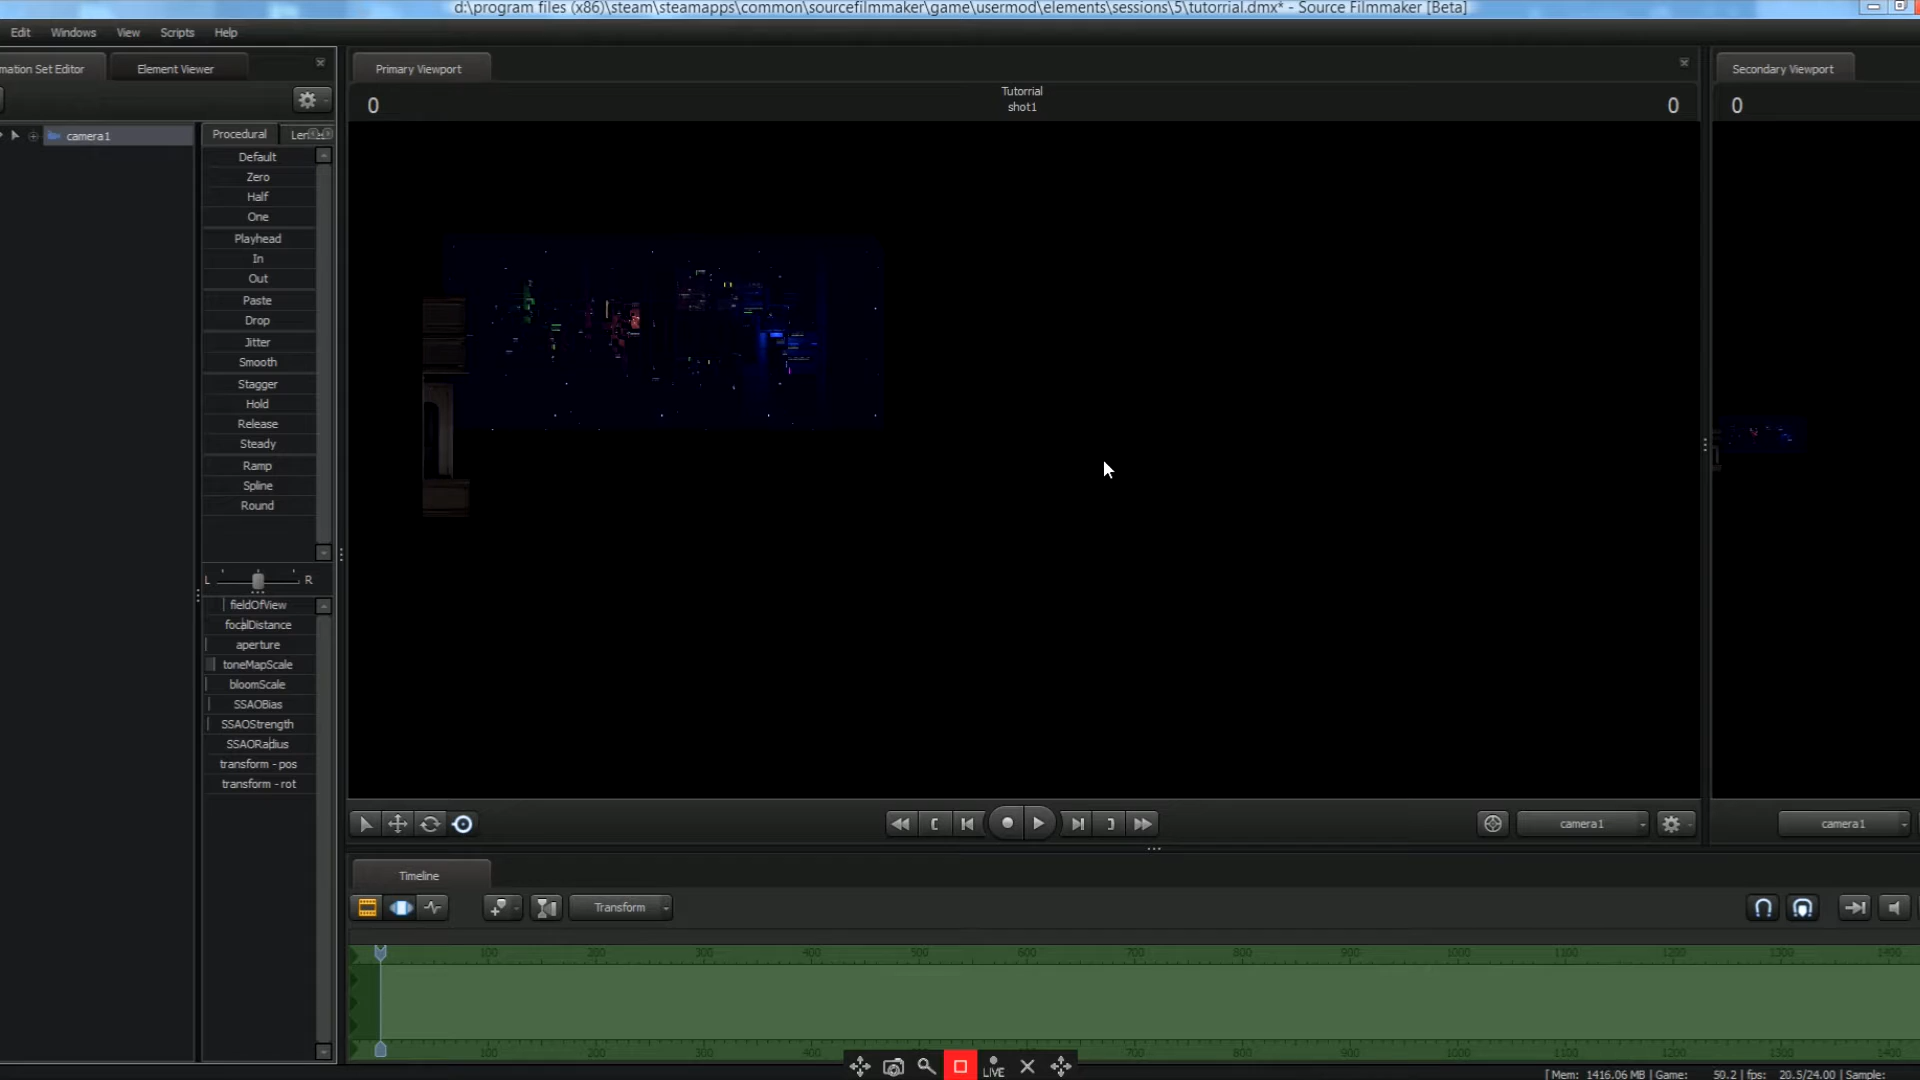 d:\program files (x86)\steam\steamapps\common\sourcefilmmaker\game\usermod\elements\sessions\5\tutorrial.dmx* - Source Filmmaker [Beta]
Edit Windows View Scripts Help
mation Set Editor Element Viewer Primary Viewport Secondary Viewport
Tutorrial
shot1
0 0 0
camera1
Procedural
Default
Zero
Half
One
Playhead
In
Out
Paste
Drop
Jitter
Smooth
Stagger
Hold
Release
Steady
Ramp
Spline
Round
L R
fieldOfView
focalDistance
aperture
toneMapScale
bloomScale
SSAOBias
SSAOStrength
SSAORadius
transform - pos
transform - rot
camera1 camera1
Timeline
Transform
100 200 300 400 500 600 700 800 900 1000 1100 1200 1300 1400
100 200 300 400 500 600 700 800 900 1000 1100 1200 1300 1400
LIVE
[ Mem: 1416.06 MB | Game: 50.2 | fps: 20.5/24.00 | Sample: